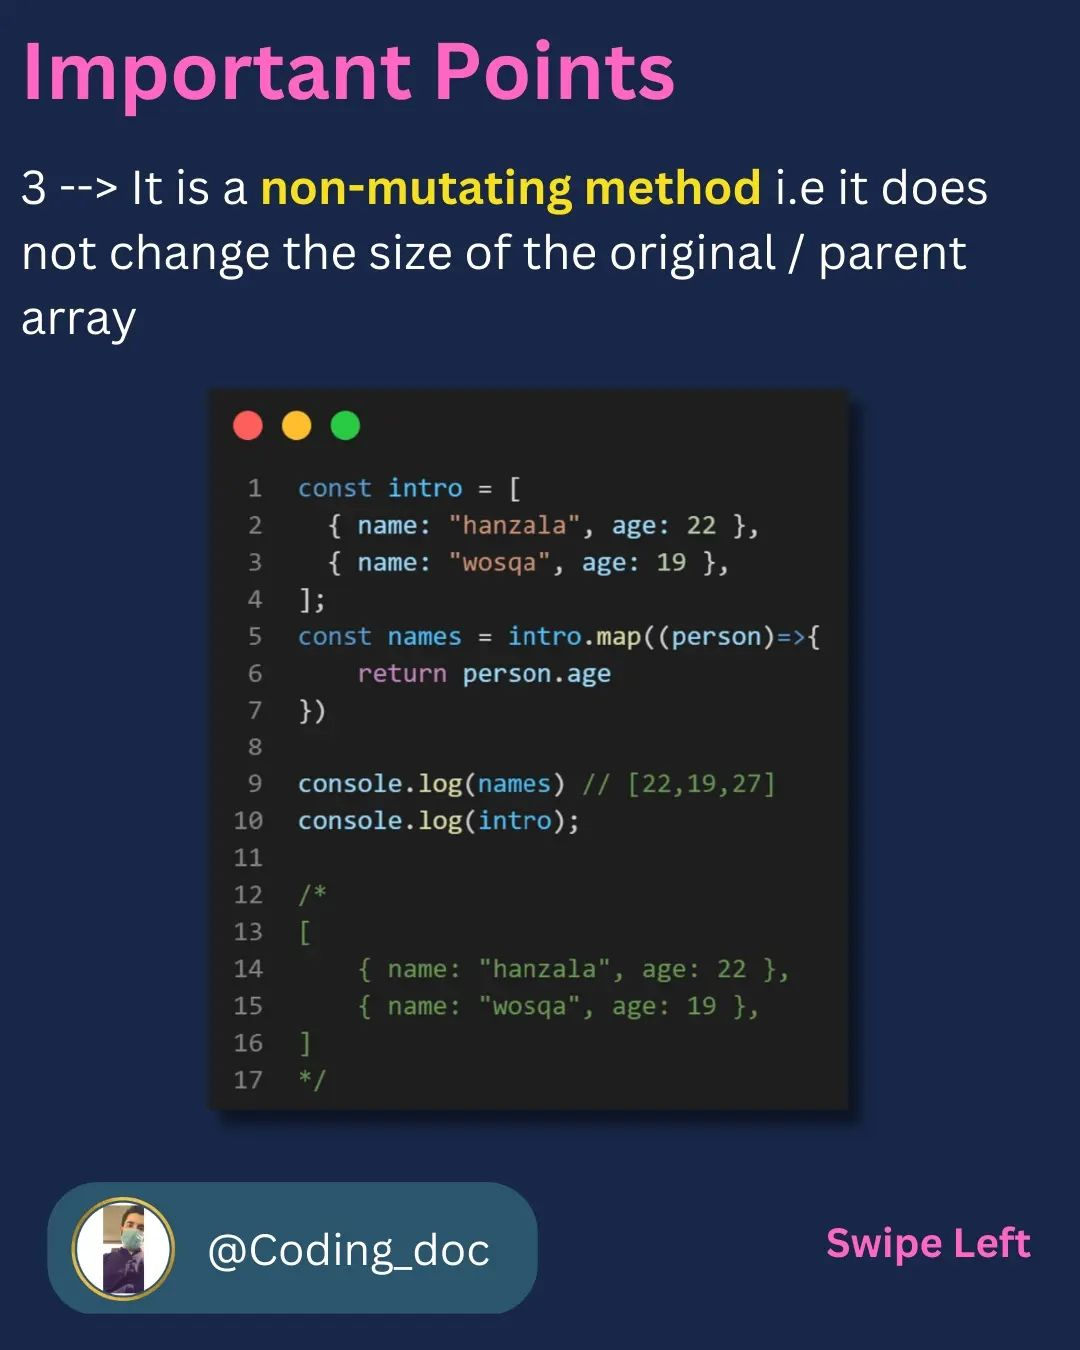 Important Points
3 --> It is a non-mutating method i.e it does
not change the size of the original / parent
array
1 const intro = [
2   { name: "hanzala", age: 22 },
3   { name: "wosqa", age: 19 },
4 ];
5 const names = intro.map((person)=>{
6     return person.age
7 })
8
9 console.log(names) // [22,19,27]
10 console.log(intro);
11
12 /*
13 [
14     { name: "hanzala", age: 22 },
15     { name: "wosqa", age: 19 },
16 ]
17 */
@Coding_doc
Swipe Left